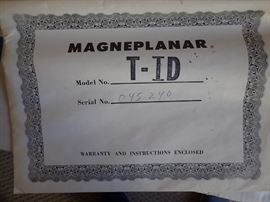 MAGNEPLANAR
Model No. T-ID
Serial No. 045240
WARRANTY AND INSTRUCTIONS ENCLOSED